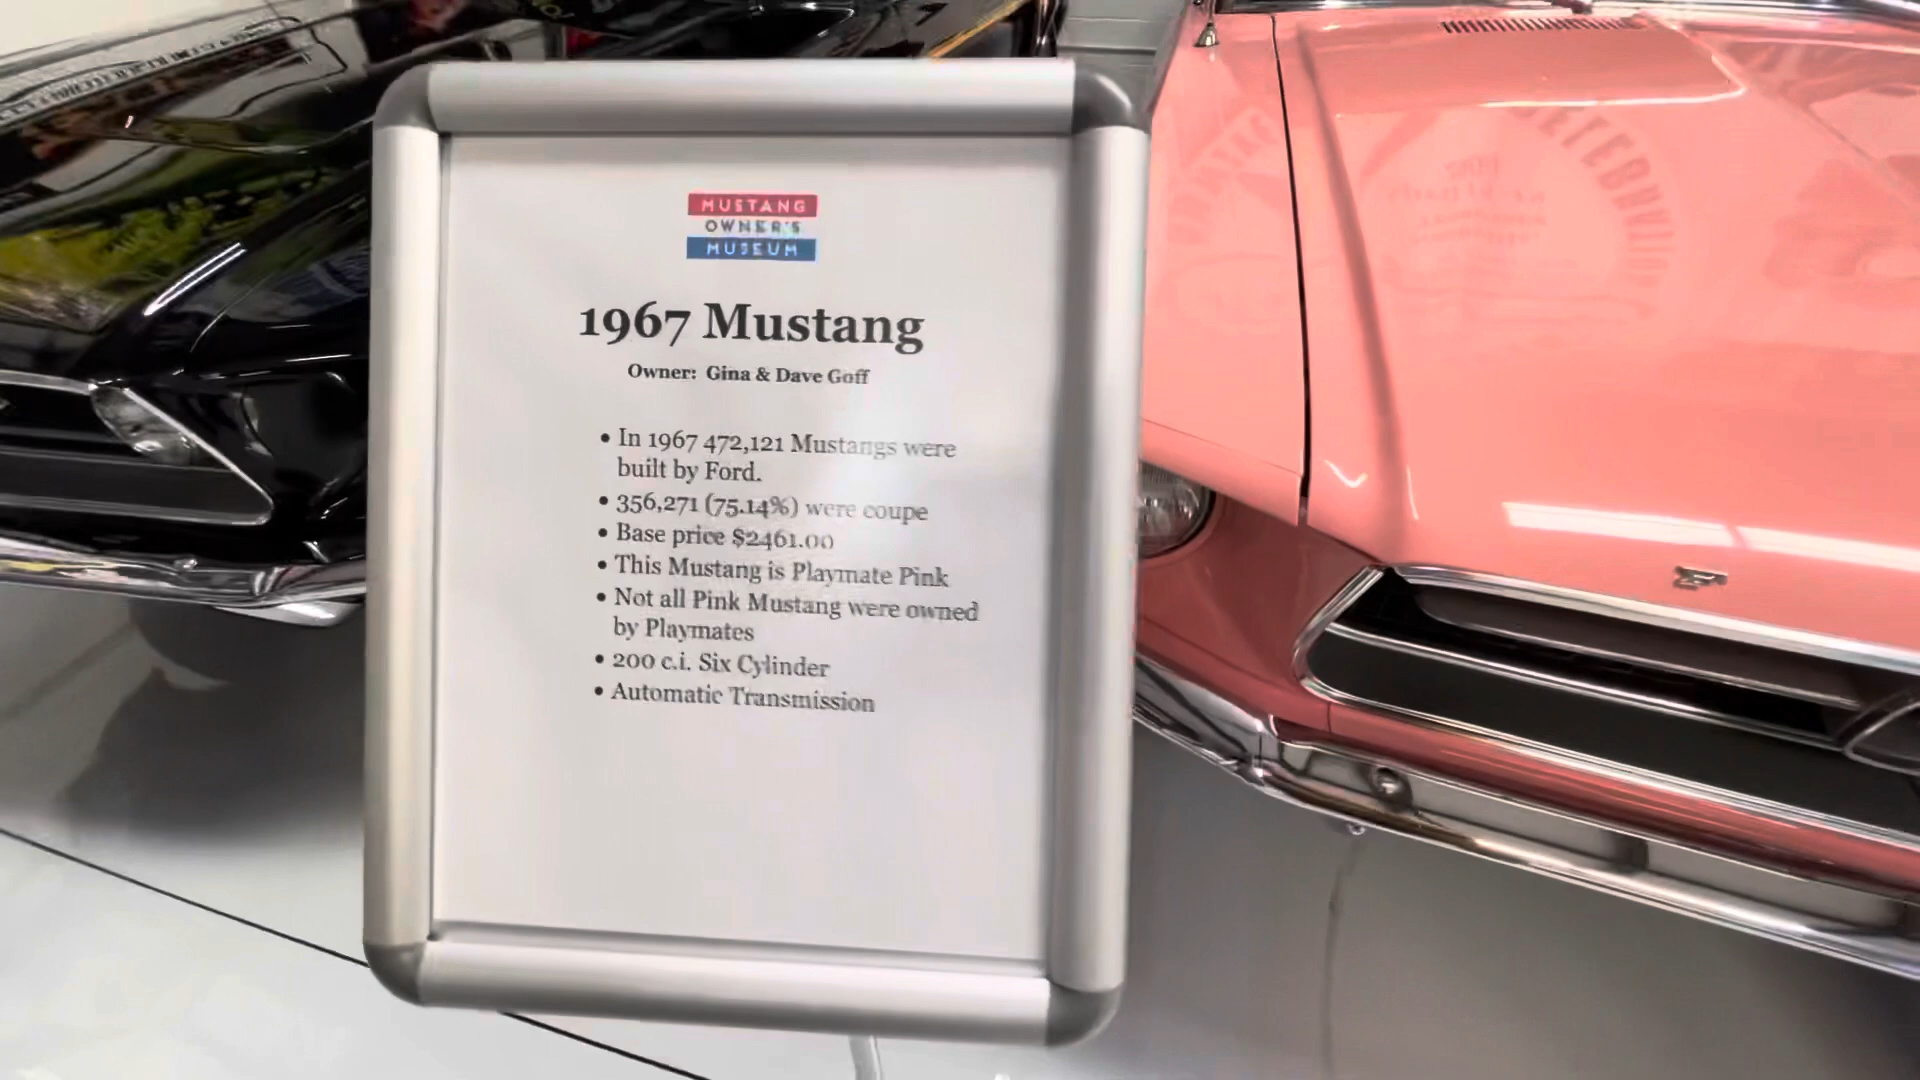 MUSTANG
OWNER'S
MUSEUM
1967 Mustang
Owner: Gina & Dave Goff
• In 1967 472,121 Mustangs were
built by Ford.
• 356,271 (75.14%) were coupe
• Base price $2461.00
• This Mustang is Playmate Pink
• Not all Pink Mustang were owned
by Playmates
• 200 c.i. Six Cylinder
• Automatic Transmission